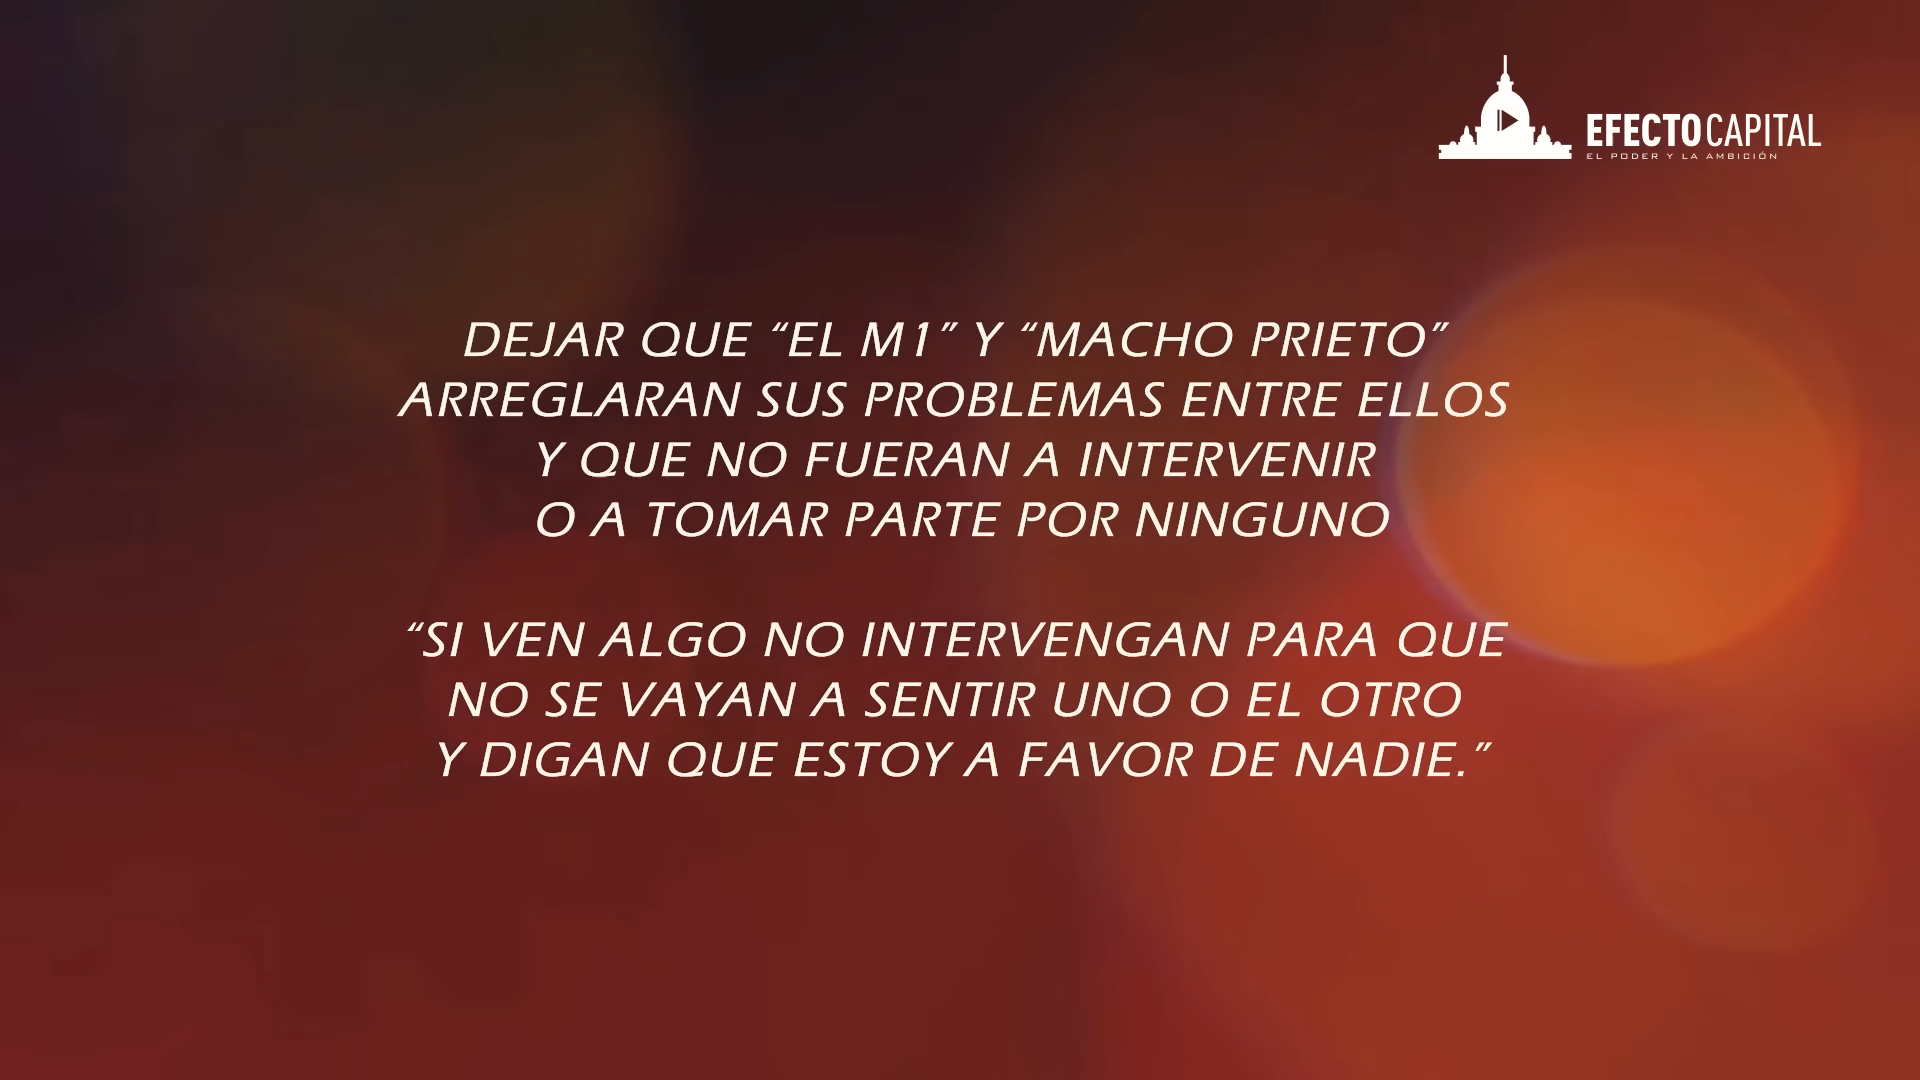 EFECTOCAPITAL
EL PODER Y LA AMBICIÓN
DEJAR QUE “EL M1” Y “MACHO PRIETO”
ARREGLARAN SUS PROBLEMAS ENTRE ELLOS
Y QUE NO FUERAN A INTERVENIR
O A TOMAR PARTE POR NINGUNO
“SI VEN ALGO NO INTERVENGAN PARA QUE
NO SE VAYAN A SENTIR UNO O EL OTRO
Y DIGAN QUE ESTOY A FAVOR DE NADIE.”